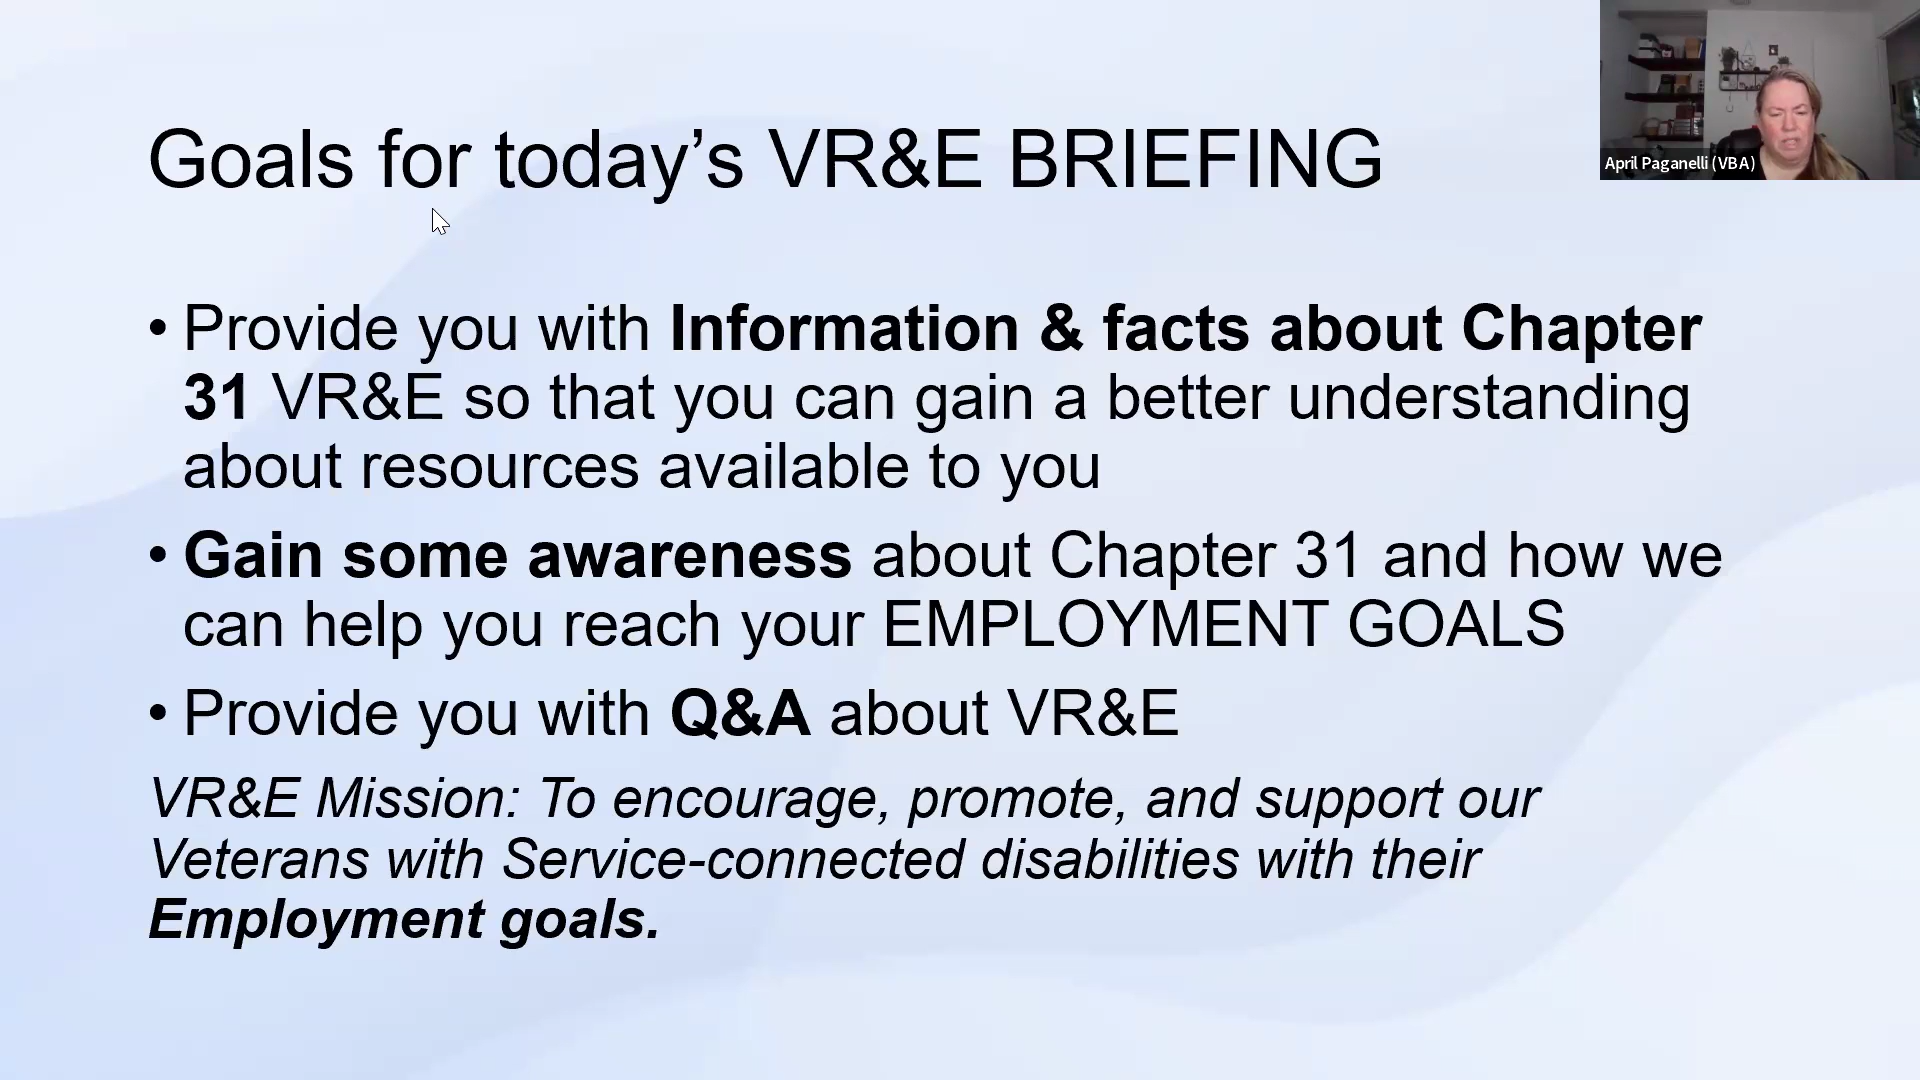 Goals for today’s VR&E BRIEFING
April Paganelli (VBA)
• Provide you with Information & facts about Chapter
31 VR&E so that you can gain a better understanding
about resources available to you
• Gain some awareness about Chapter 31 and how we
can help you reach your EMPLOYMENT GOALS
• Provide you with Q&A about VR&E
VR&E Mission: To encourage, promote, and support our
Veterans with Service-connected disabilities with their
Employment goals.